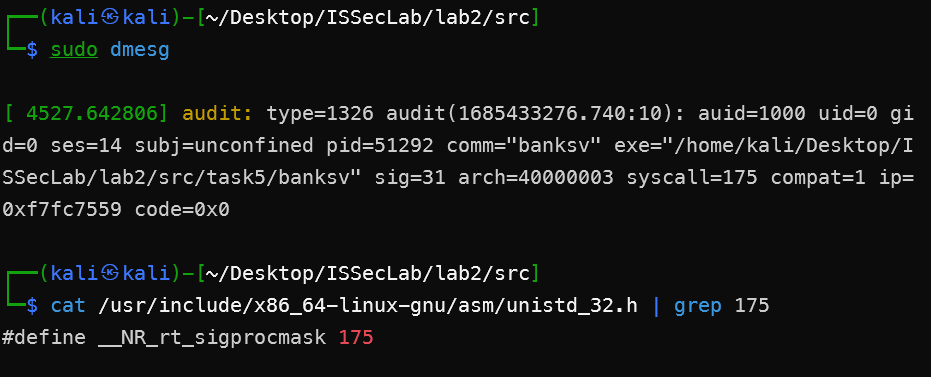 ┌──(kali㉿kali)-[~/Desktop/ISSecLab/lab2/src]
└─$ sudo dmesg
[ 4527.642806] audit: type=1326 audit(1685433276.740:10): auid=1000 uid=0 gi
d=0 ses=14 subj=unconfined pid=51292 comm="banksv" exe="/home/kali/Desktop/I
SSecLab/lab2/src/task5/banksv" sig=31 arch=40000003 syscall=175 compat=1 ip=
0xf7fc7559 code=0x0
┌──(kali㉿kali)-[~/Desktop/ISSecLab/lab2/src]
└─$ cat /usr/include/x86_64-linux-gnu/asm/unistd_32.h | grep 175
#define __NR_rt_sigprocmask 175